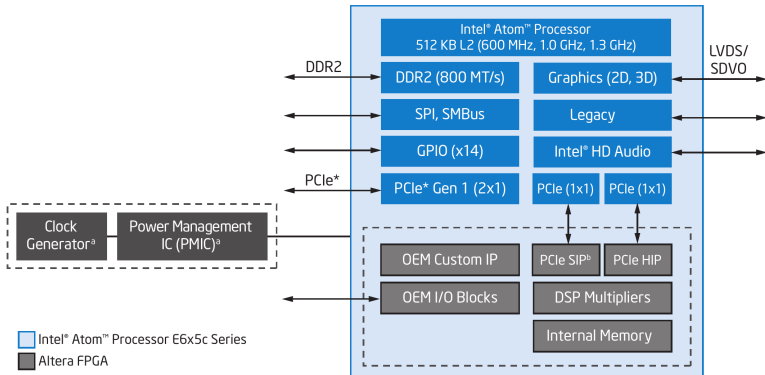 Intel® Atom™ Processor
512 KB L2 (600 MHz, 1.0 GHz, 1.3 GHz)
LVDS/
SDVO
DDR2
DDR2 (800 MT/s)
Graphics (2D, 3D)
SPI, SMBus
Legacy
GPIO (x14)
Intel® HD Audio
PCIe*
PCIe* Gen 1 (2x1)
PCIe (1x1)
PCIe (1x1)
Clock
Generatorᵃ
Power Management
IC (PMIC)ᵃ
OEM Custom IP
PCIe SIPᵇ
PCIe HIP
OEM I/O Blocks
DSP Multipliers
Internal Memory
Intel® Atom™ Processor E6x5c Series
Altera FPGA